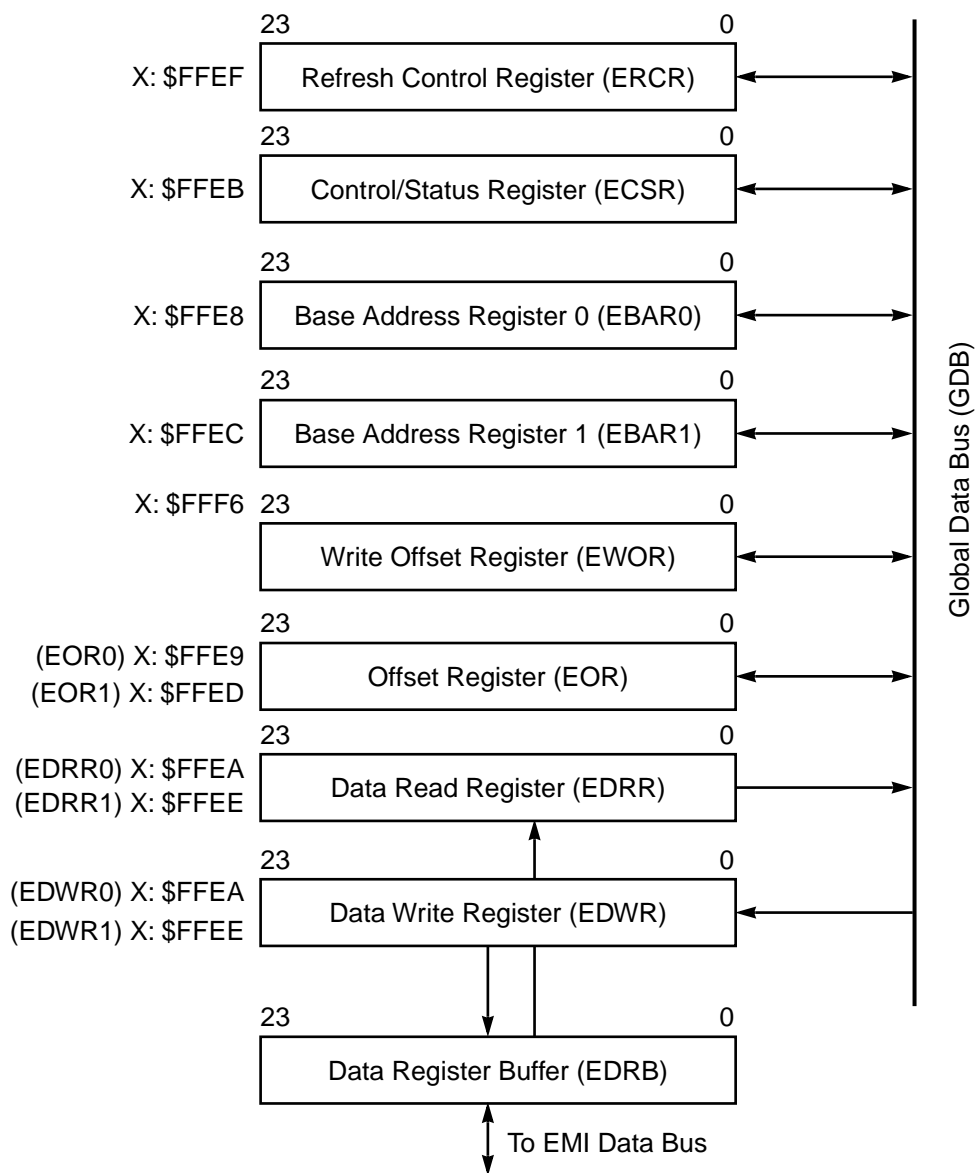 23 0
X: $FFEF Refresh Control Register (ERCR)
23 0
X: $FFEB Control/Status Register (ECSR)
23 0
X: $FFE8 Base Address Register 0 (EBAR0)
23 0
X: $FFEC Base Address Register 1 (EBAR1)
X: $FFF6 23 0
Write Offset Register (EWOR)
23 0
(EOR0) X: $FFE9
Offset Register (EOR)
(EOR1) X: $FFED
23 0
(EDRR0) X: $FFEA
Data Read Register (EDRR)
(EDRR1) X: $FFEE
23 0
(EDWR0) X: $FFEA
Data Write Register (EDWR)
(EDWR1) X: $FFEE
23 0
Data Register Buffer (EDRB)
To EMI Data Bus
Global Data Bus (GDB)